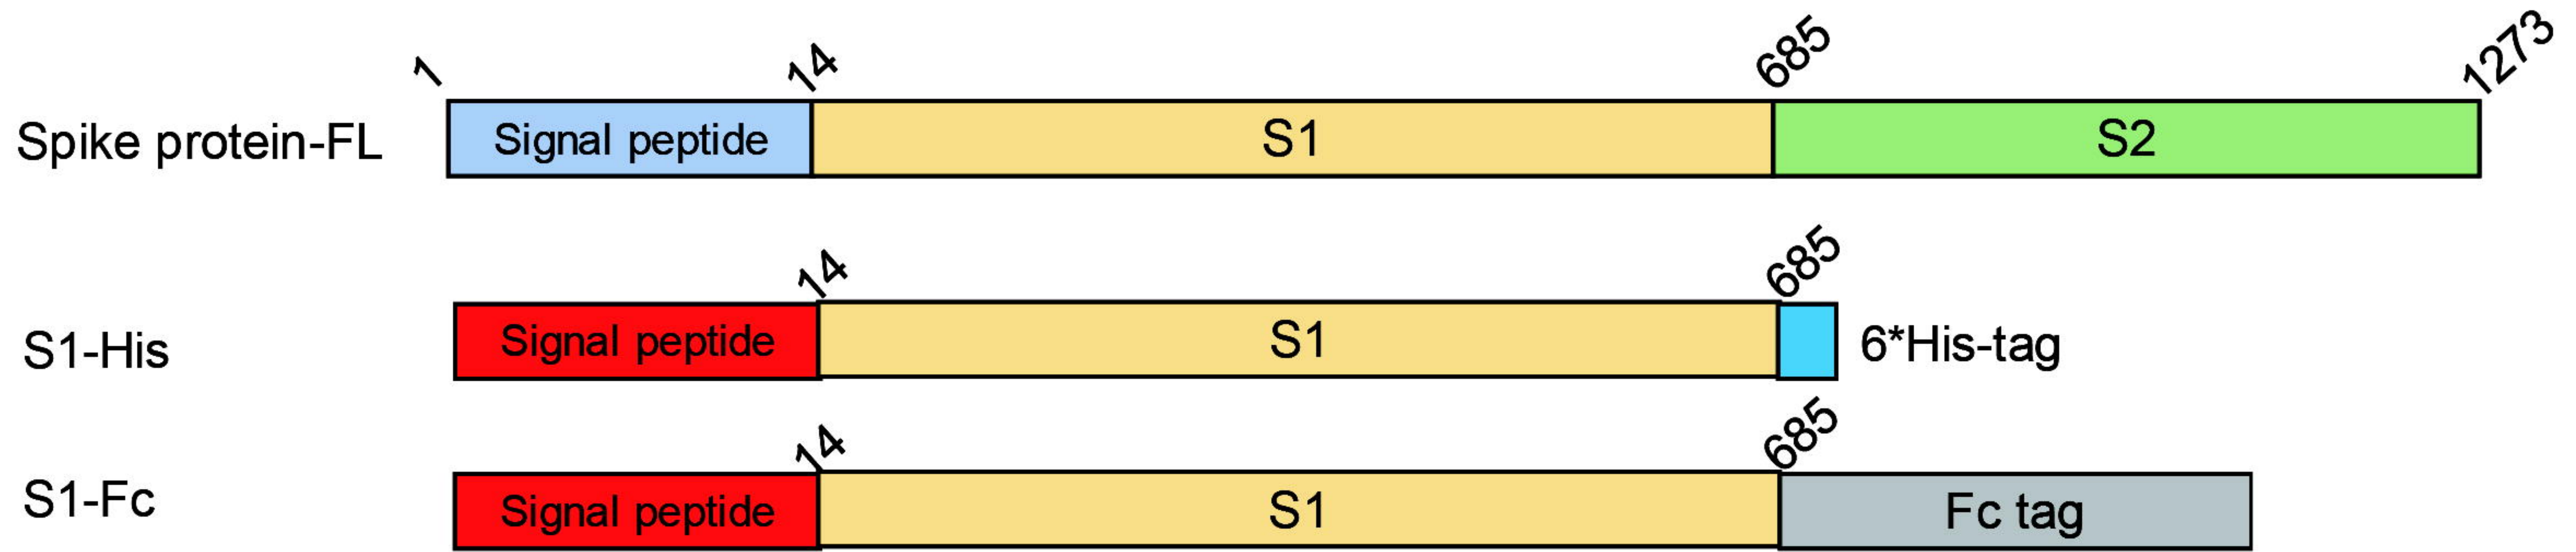 1 14 685 1273
Spike protein-FL Signal peptide S1 S2
14 685
S1-His Signal peptide S1 6*His-tag
14 685
S1-Fc Signal peptide S1 Fc tag